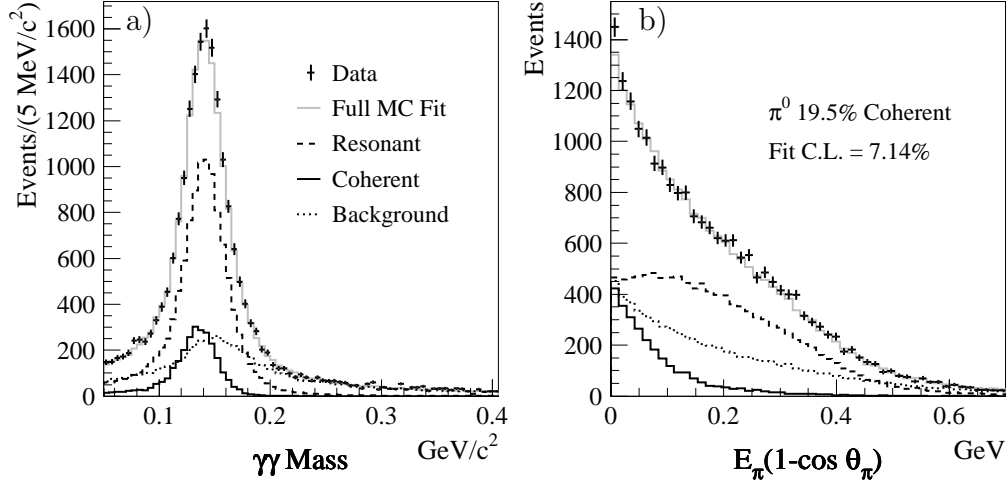 a)
Events/(5 MeV/c²)
1600
1400
1200
1000
800
600
400
200
0
0.1
0.2
0.3
0.4
GeV/c²
γγ Mass
Data
Full MC Fit
Resonant
Coherent
Background
b)
Events
1400
1200
1000
800
600
400
200
0
0
0.2
0.4
0.6
GeV
E_π(1-cos θ_π)
π⁰ 19.5% Coherent
Fit C.L. = 7.14%